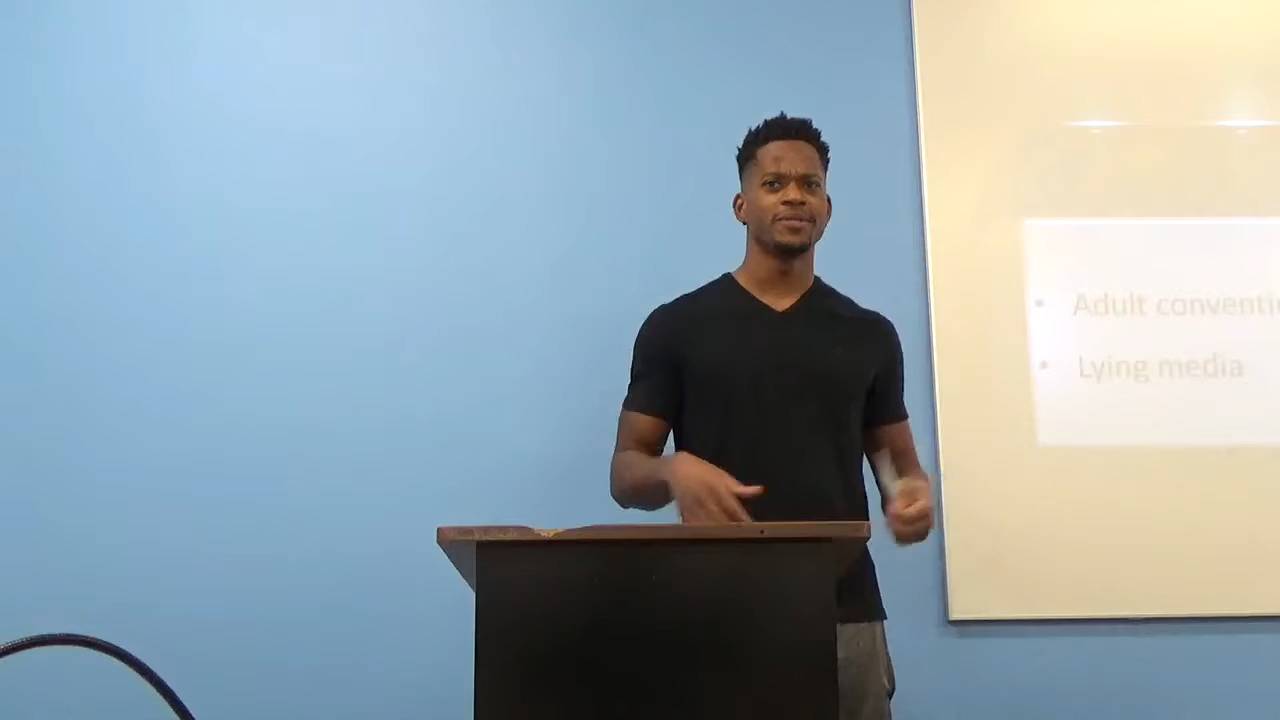 • Adult conventi
• Lying media